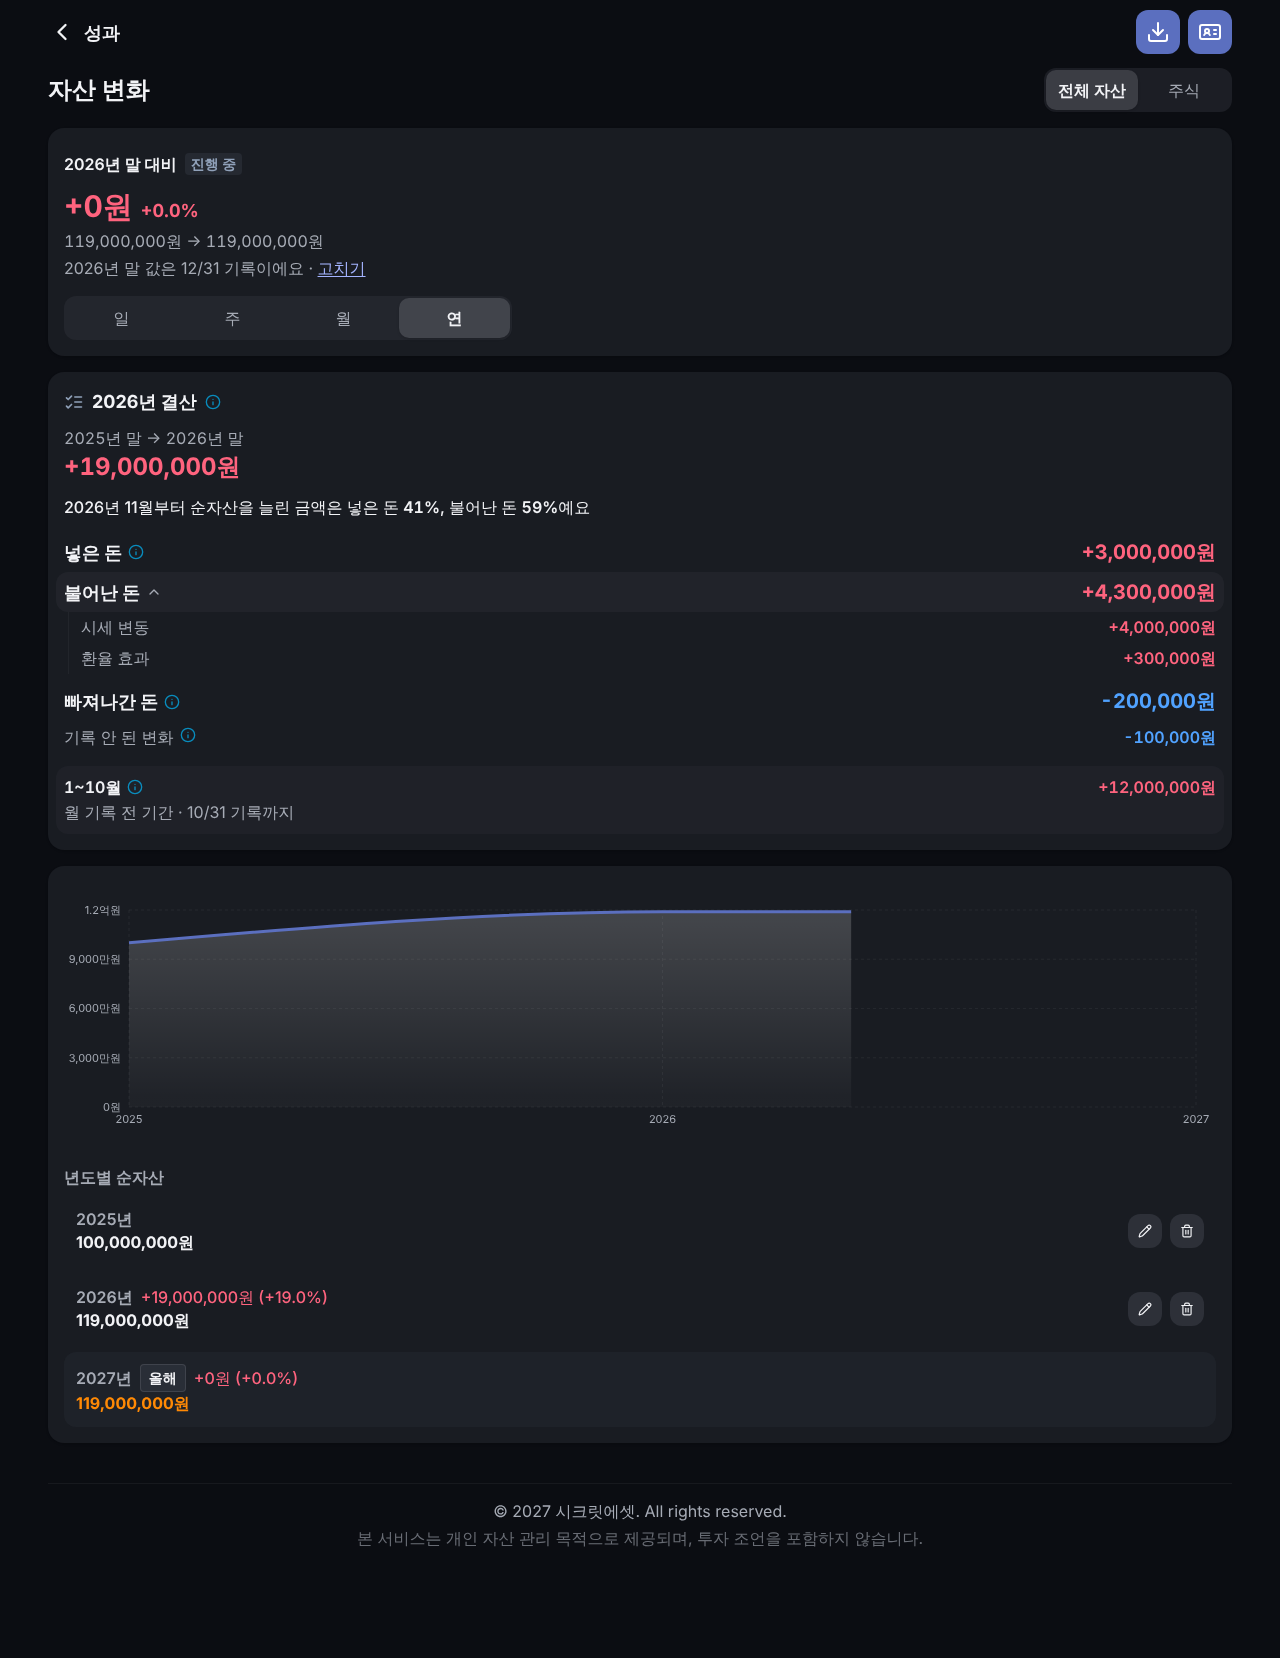 성과
자산 변화
전체 자산 주식
2026년 말 대비 진행 중
+0원 +0.0%
119,000,000원 → 119,000,000원
2026년 말 값은 12/31 기록이에요 · 고치기
일 주 월 연
2026년 결산
2025년 말 → 2026년 말
+19,000,000원
2026년 11월부터 순자산을 늘린 금액은 넣은 돈 41%, 불어난 돈 59%예요
넣은 돈 +3,000,000원
불어난 돈 +4,300,000원
시세 변동 +4,000,000원
환율 효과 +300,000원
빠져나간 돈 -200,000원
기록 안 된 변화 -100,000원
1~10월 +12,000,000원
월 기록 전 기간 · 10/31 기록까지
1.2억원
9,000만원
6,000만원
3,000만원
0원
2025 2026 2027
년도별 순자산
2025년
100,000,000원
2026년 +19,000,000원 (+19.0%)
119,000,000원
2027년 올해 +0원 (+0.0%)
119,000,000원
© 2027 시크릿에셋. All rights reserved.
본 서비스는 개인 자산 관리 목적으로 제공되며, 투자 조언을 포함하지 않습니다.